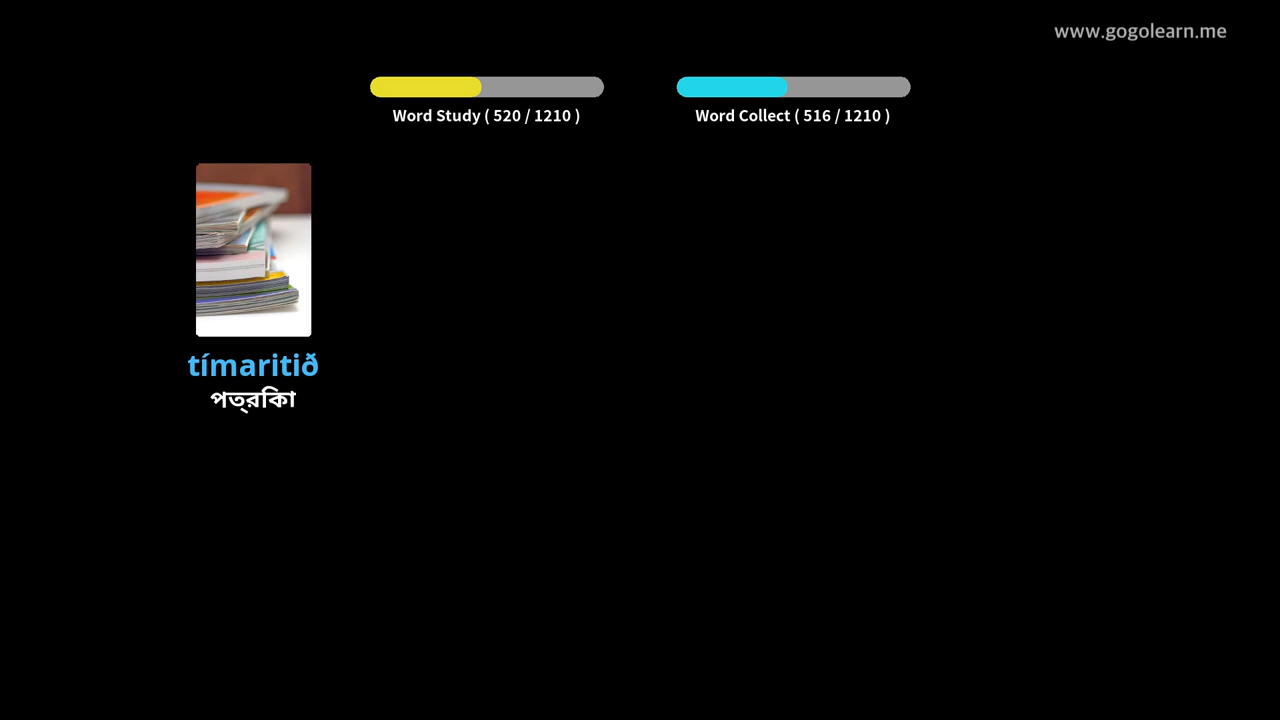 www.gogolearn.me
Word Study ( 520 / 1210 )
Word Collect ( 516 / 1210 )
tímaritið
পত্রিকা